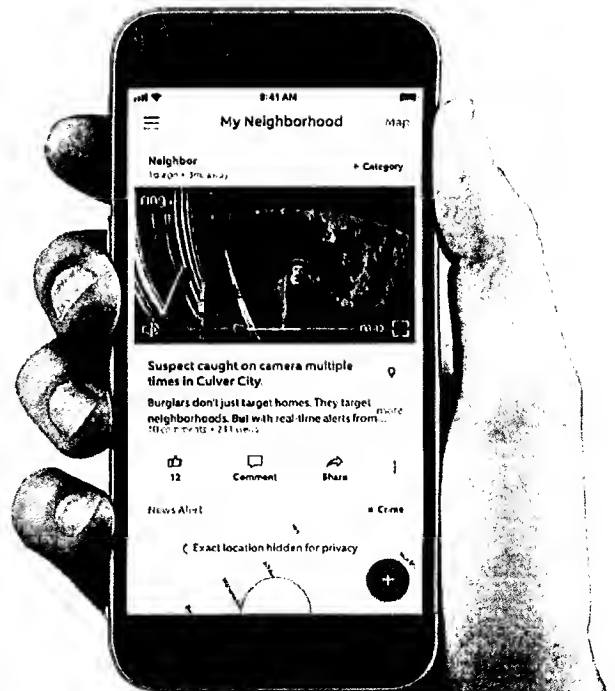 9:41 AM
My Neighborhood
Map
Neighbor
+ Category
ring
Suspect caught on camera multiple
times in Culver City.
Burglars don't just target homes. They target
neighborhoods. But with real-time alerts from...
more
12
Comment
Share
News Alert
Crime
Exact location hidden for privacy
+